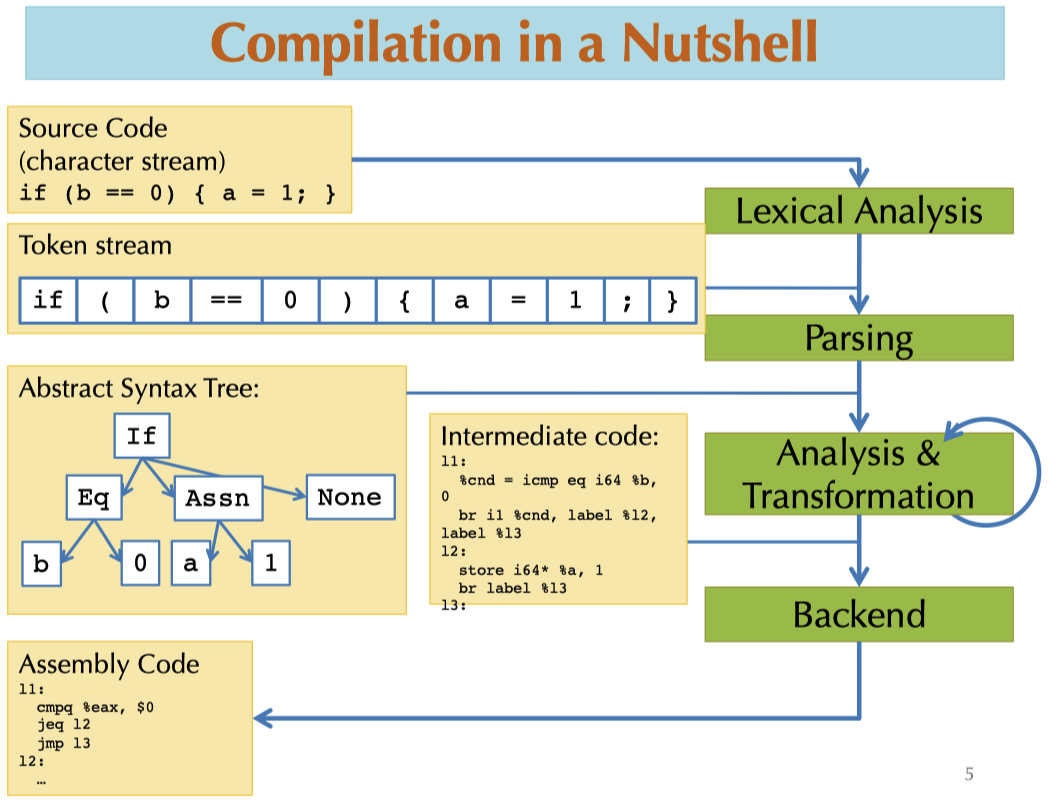 Compilation in a Nutshell
Source Code
(character stream)
if (b == 0) { a = 1; }
Lexical Analysis
Token stream
if ( b == 0 ) { a = 1 ; }
Parsing
Abstract Syntax Tree:
If
Eq Assn None
b 0 a 1
Intermediate code:
l1:
%cnd = icmp eq i64 %b,
0
br i1 %cnd, label %l2,
label %l3
l2:
store i64* %a, 1
br label %l3
l3:
Analysis &
Transformation
Backend
Assembly Code
l1:
cmpq %eax, $0
jeq l2
jmp l3
l2:
…
5